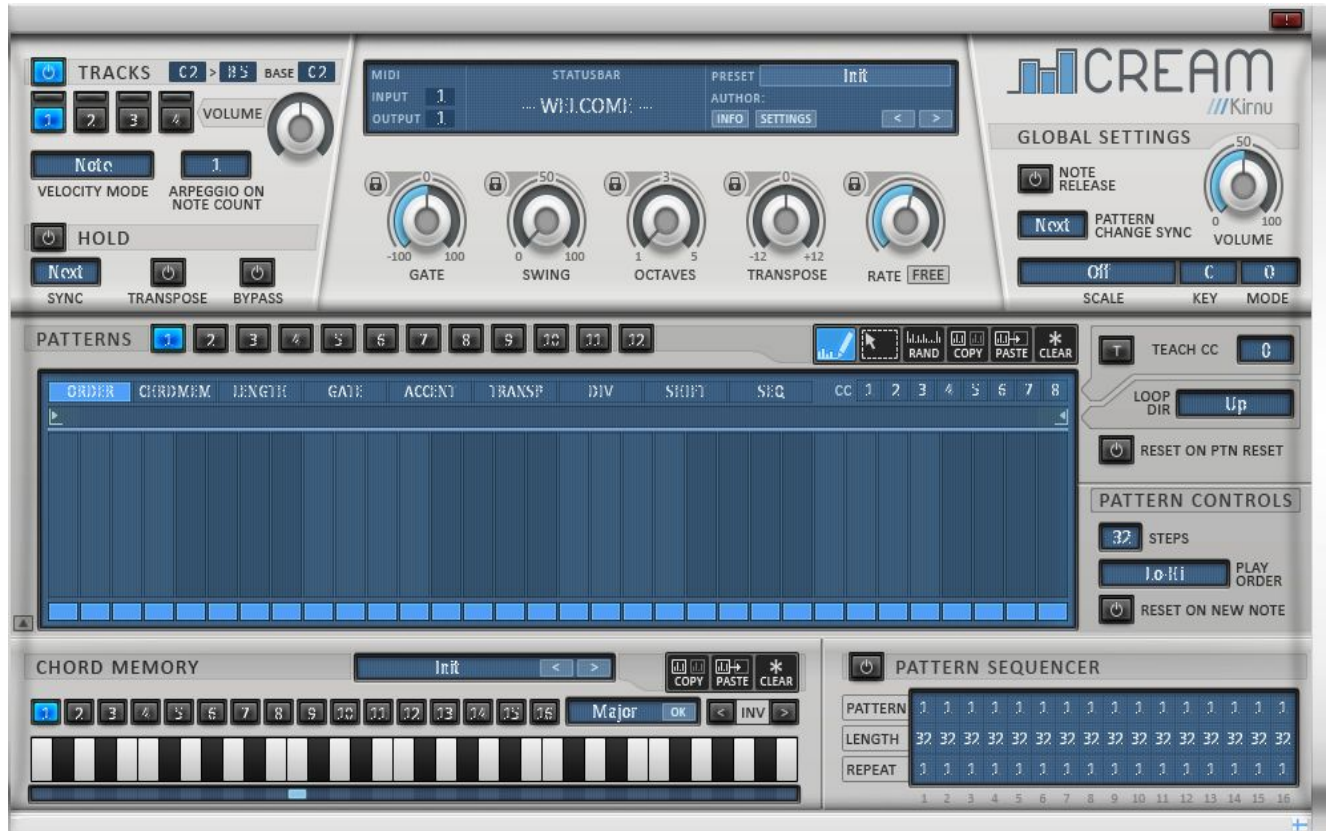 !
TRACKS C2 > B5 BASE C2
1 2 3 4 VOLUME
Note 1
VELOCITY MODE ARPEGGIO ON
NOTE COUNT
HOLD
Next
SYNC TRANSPOSE BYPASS
MIDI STATUSBAR PRESET Init
INPUT 1 AUTHOR:
OUTPUT 1 ... WELCOME ... INFO SETTINGS < >
0 50 3 0
-100 100 0 100 1 5 -12 +12
GATE SWING OCTAVES TRANSPOSE RATE FREE
CREAM
///Kirnu
GLOBAL SETTINGS
NOTE
RELEASE
50
0 100
VOLUME
Next PATTERN
CHANGE SYNC
Off C 0
SCALE KEY MODE
PATTERNS 1 2 3 4 5 6 7 8 9 10 11 12
RAND COPY PASTE CLEAR
T TEACH CC 0
ORDER CHRDMEM LENGTH GATE ACCENT TRANSP DIV SHIFT SEQ CC 1 2 3 4 5 6 7 8
LOOP
DIR Up
RESET ON PTN RESET
PATTERN CONTROLS
32 STEPS
Lo-Hi PLAY
ORDER
RESET ON NEW NOTE
CHORD MEMORY Init < > COPY PASTE CLEAR
1 2 3 4 5 6 7 8 9 10 11 12 13 14 15 16 Major OK < INV >
PATTERN SEQUENCER
PATTERN 1 1 1 1 1 1 1 1 1 1 1 1 1 1 1 1
LENGTH 32 32 32 32 32 32 32 32 32 32 32 32 32 32 32 32
REPEAT 1 1 1 1 1 1 1 1 1 1 1 1 1 1 1 1
1 2 3 4 5 6 7 8 9 10 11 12 13 14 15 16